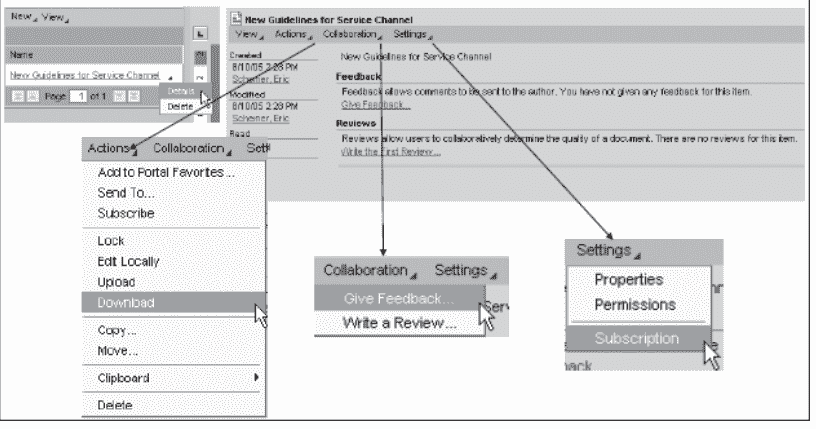 New View
Name
New Guidelines for Service Channel
Page 1 of 1
Details
Delete
New Guidelines for Service Channel
View Actions Collaboration Settings
Created
8/10/05 2:28 PM
Schemer, Eric
Modified
8/10/05 2:28 PM
Schemer, Eric
Read
New Guidelines for Service Channel
Feedback
Feedback allows comments to be sent to the author. You have not given any feedback for this item.
Give Feedback...
Reviews
Reviews allow users to collaboratively determine the quality of a document. There are no reviews for this item.
Write the First Review...
Actions Collaboration Sett
Add to Portal Favorites...
Send To...
Subscribe
Lock
Edit Locally
Upload
Download
Copy...
Move...
Clipboard
Delete
Collaboration Settings
Give Feedback...
Serv
Write a Review...
Settings
Properties
Permissions
Subscription
back